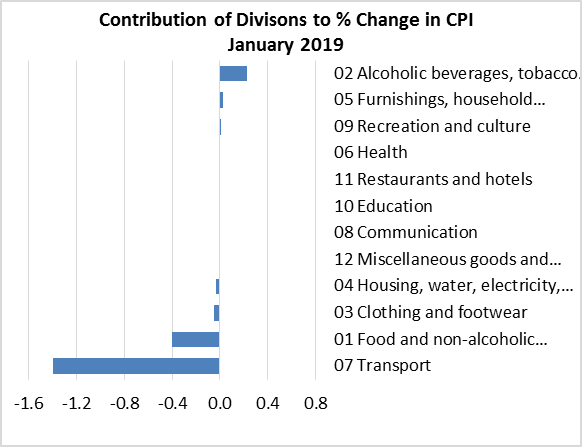 Contribution of Divisons to % Change in CPI
January 2019
02 Alcoholic beverages, tobacco...
05 Furnishings, household...
09 Recreation and culture
06 Health
11 Restaurants and hotels
10 Education
08 Communication
12 Miscellaneous goods and...
04 Housing, water, electricity,...
03 Clothing and footwear
01 Food and non-alcoholic...
07 Transport
-1.6 -1.2 -0.8 -0.4 0.0 0.4 0.8